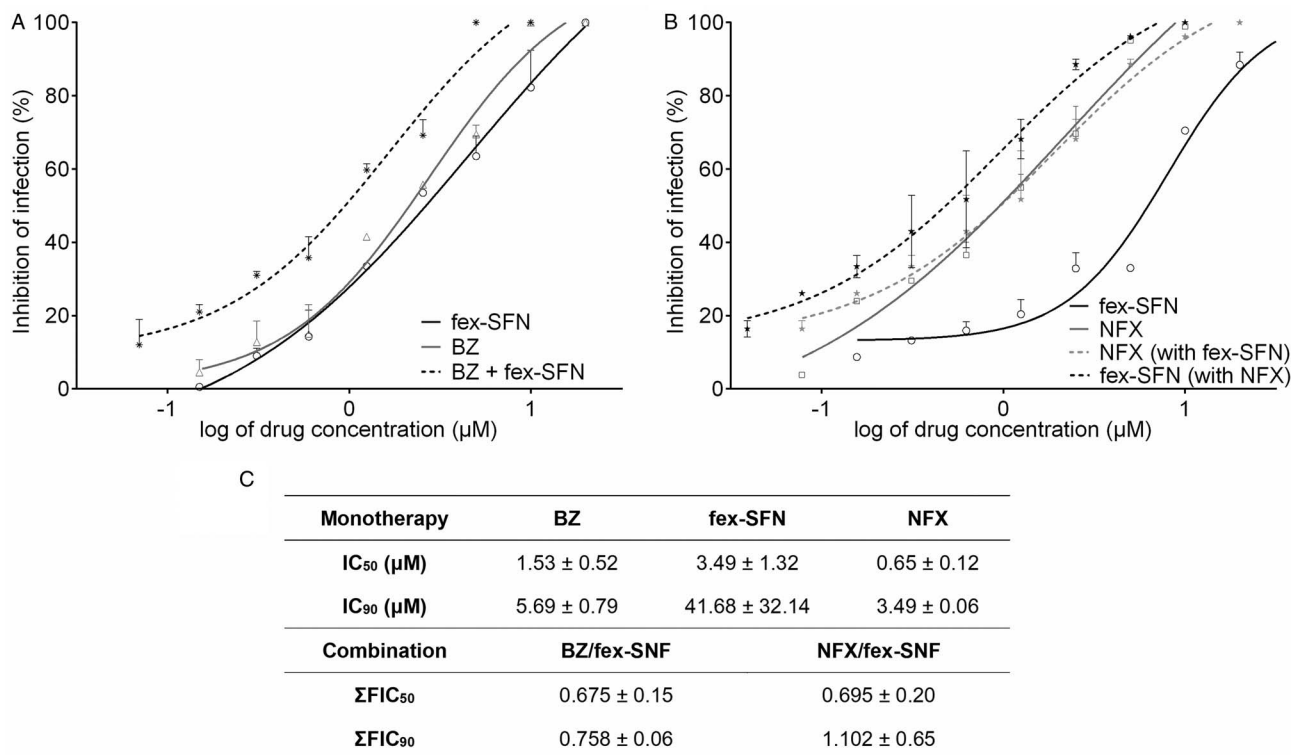 A
Inhibition of infection (%)
100
80
60
40
20
0
-1
0
1
log of drug concentration (µM)
fex-SFN
BZ
BZ + fex-SFN
B
Inhibition of infection (%)
100
80
60
40
20
0
-1
0
1
log of drug concentration (µM)
fex-SFN
NFX
NFX (with fex-SFN)
fex-SFN (with NFX)
C
Monotherapy BZ fex-SFN NFX
IC50 (µM) 1.53 ± 0.52 3.49 ± 1.32 0.65 ± 0.12
IC90 (µM) 5.69 ± 0.79 41.68 ± 32.14 3.49 ± 0.06
Combination BZ/fex-SNF NFX/fex-SNF
ΣFIC50 0.675 ± 0.15 0.695 ± 0.20
ΣFIC90 0.758 ± 0.06 1.102 ± 0.65